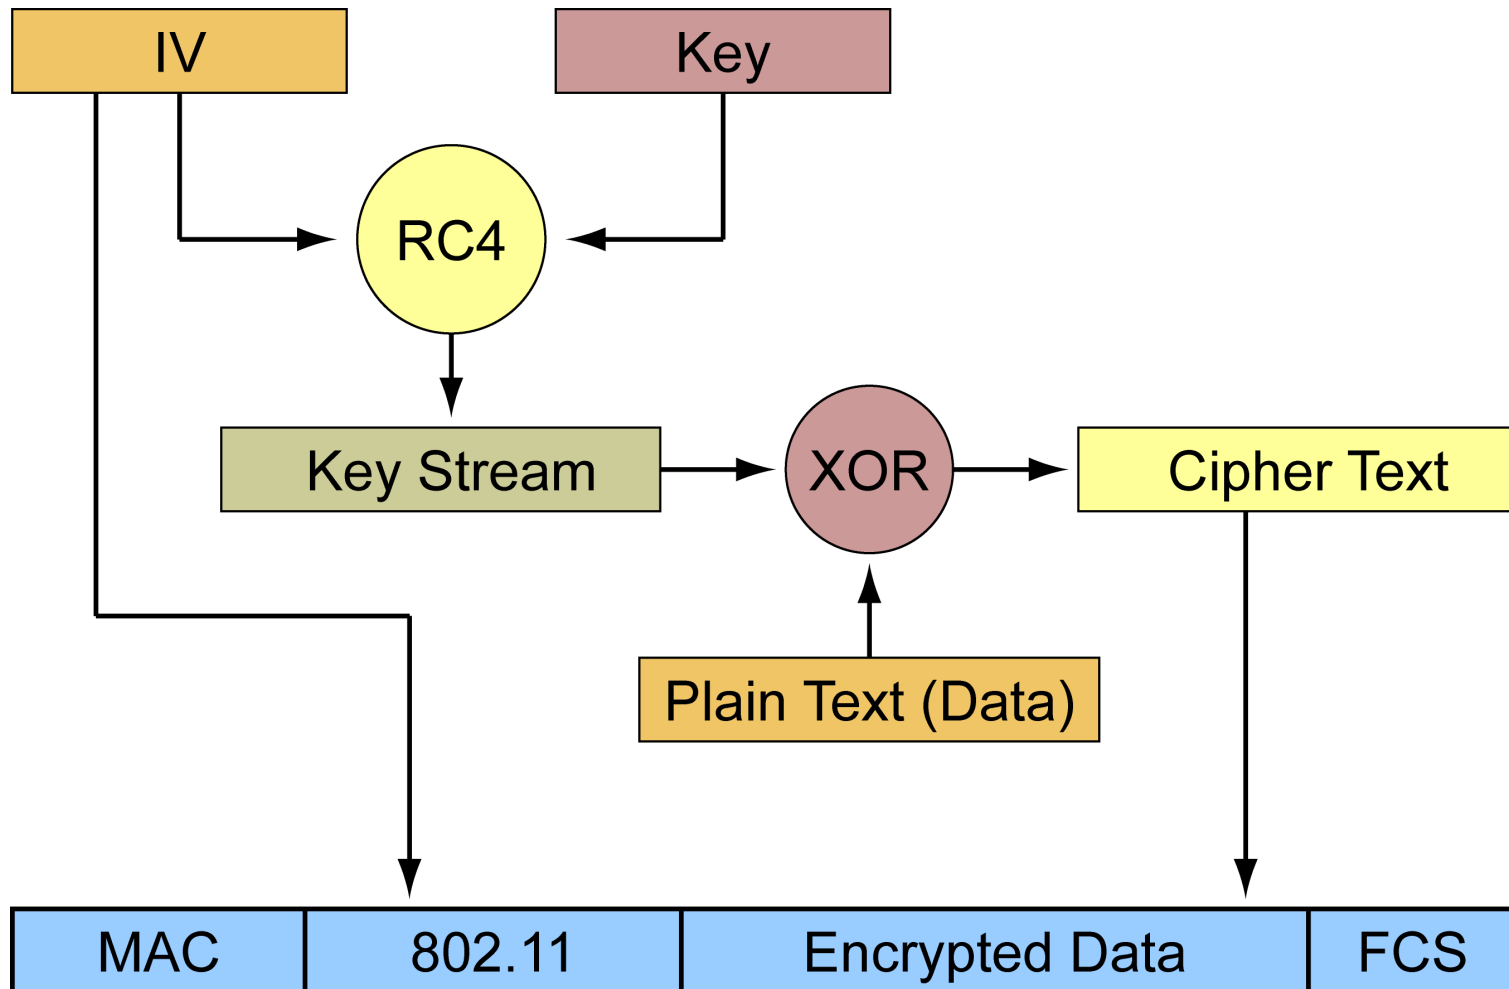 IV
Key
RC4
Key Stream
XOR
Cipher Text
Plain Text (Data)
MAC
802.11
Encrypted Data
FCS